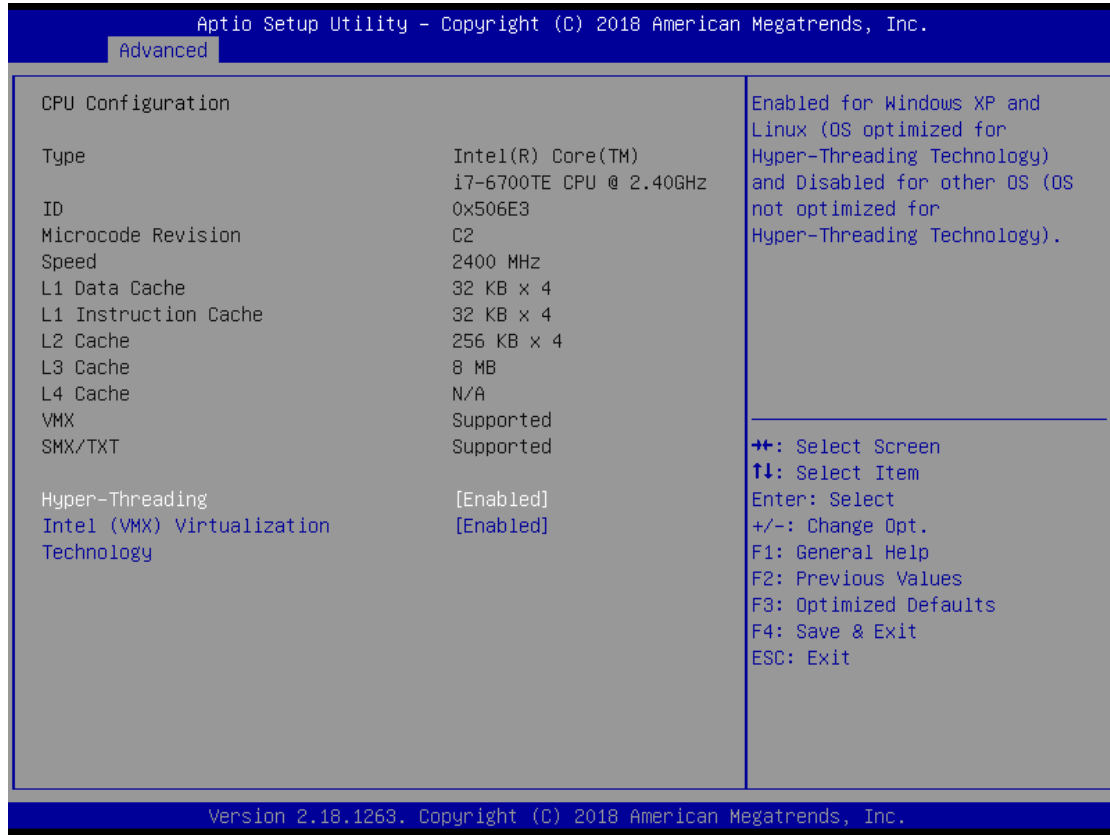 Aptio Setup Utility – Copyright (C) 2018 American Megatrends, Inc.
Advanced
CPU Configuration
Type Intel(R) Core(TM)
i7-6700TE CPU @ 2.40GHz
ID 0x506E3
Microcode Revision C2
Speed 2400 MHz
L1 Data Cache 32 KB x 4
L1 Instruction Cache 32 KB x 4
L2 Cache 256 KB x 4
L3 Cache 8 MB
L4 Cache N/A
VMX Supported
SMX/TXT Supported
Hyper-Threading [Enabled]
Intel (VMX) Virtualization [Enabled]
Technology
Enabled for Windows XP and
Linux (OS optimized for
Hyper-Threading Technology)
and Disabled for other OS (OS
not optimized for
Hyper-Threading Technology).
→←: Select Screen
↑↓: Select Item
Enter: Select
+/-: Change Opt.
F1: General Help
F2: Previous Values
F3: Optimized Defaults
F4: Save & Exit
ESC: Exit
Version 2.18.1263. Copyright (C) 2018 American Megatrends, Inc.